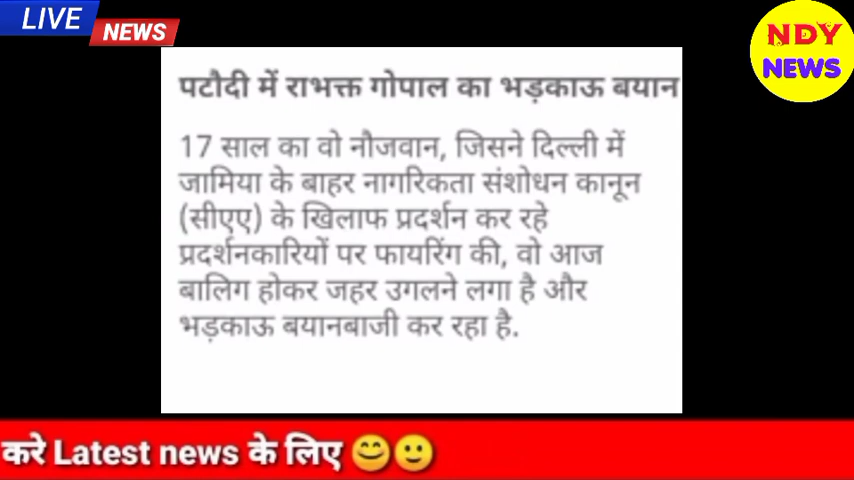 LIVE
NEWS
NDY
NEWS
पटौदी में राभक्त गोपाल का भड़काऊ बयान
17 साल का वो नौजवान, जिसने दिल्ली में
जामिया के बाहर नागरिकता संशोधन कानून
(सीएए) के खिलाफ प्रदर्शन कर रहे
प्रदर्शनकारियों पर फायरिंग की, वो आज
बालिग होकर जहर उगलने लगा है और
भड़काऊ बयानबाजी कर रहा है.
करे Latest news के लिए 😊🙂